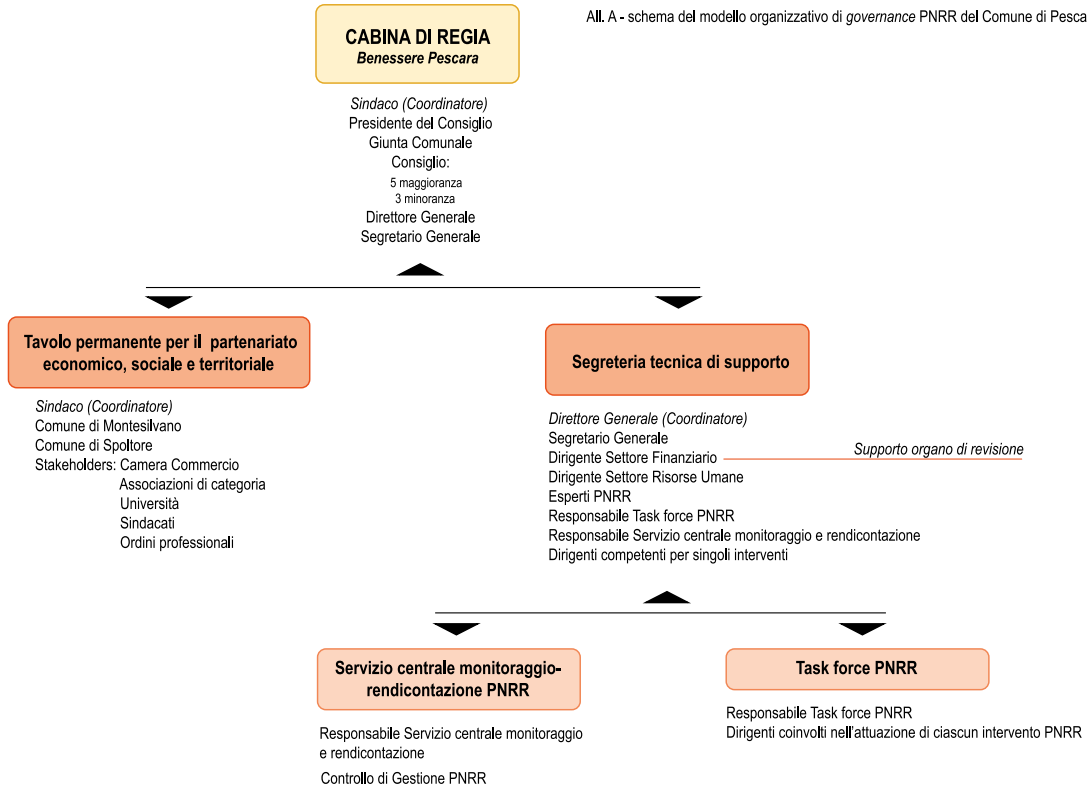 All. A - schema del modello organizzativo di governance PNRR del Comune di Pesca
CABINA DI REGIA
Benessere Pescara
Sindaco (Coordinatore)
Presidente del Consiglio
Giunta Comunale
Consiglio:
5 maggioranza
3 minoranza
Direttore Generale
Segretario Generale
Tavolo permanente per il partenariato
economico, sociale e territoriale
Sindaco (Coordinatore)
Comune di Montesilvano
Comune di Spoltore
Stakeholders: Camera Commercio
Associazioni di categoria
Università
Sindacati
Ordini professionali
Segreteria tecnica di supporto
Direttore Generale (Coordinatore)
Segretario Generale
Dirigente Settore Finanziario
Supporto organo di revisione
Dirigente Settore Risorse Umane
Esperti PNRR
Responsabile Task force PNRR
Responsabile Servizio centrale monitoraggio e rendicontazione
Dirigenti competenti per singoli interventi
Servizio centrale monitoraggio-
rendicontazione PNRR
Responsabile Servizio centrale monitoraggio
e rendicontazione
Controllo di Gestione PNRR
Task force PNRR
Responsabile Task force PNRR
Dirigenti coinvolti nell'attuazione di ciascun intervento PNRR